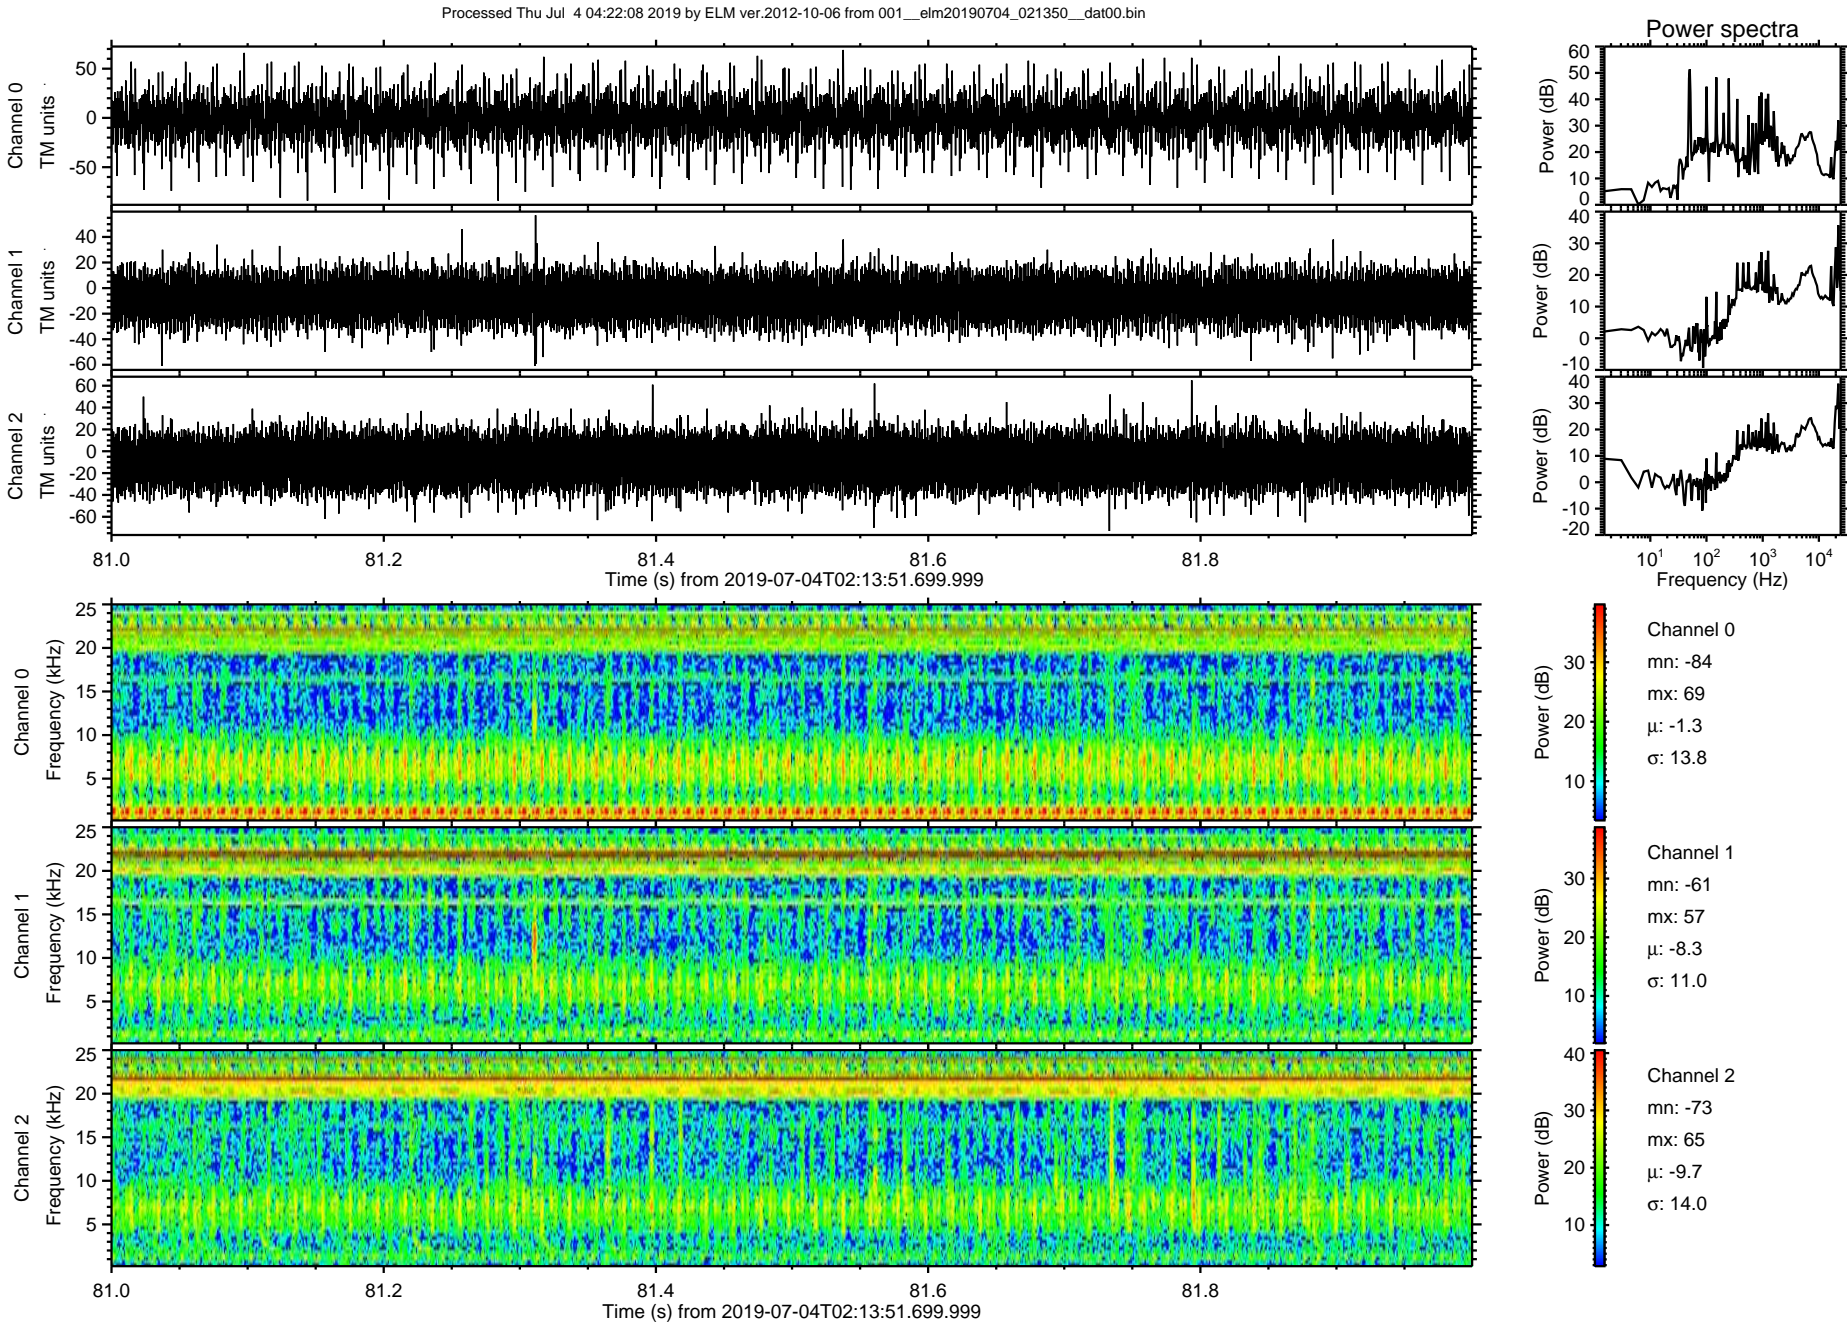 Processed Thu Jul  4 04:22:08 2019 by ELM ver.2012-10-06 from 001__elm20190704_021350__dat00.bin
Power spectra
Channel 0
TM units
50
0
-50
Power (dB)
60
50
40
30
20
10
0
Channel 1
TM units
40
20
0
-20
-40
-60
Power (dB)
40
30
20
10
0
-10
Channel 2
TM units
60
40
20
0
-20
-40
-60
Power (dB)
40
30
20
10
0
-10
-20
81.0 81.2 81.4 81.6 81.8
Time (s) from 2019-07-04T02:13:51.699.999
10^1 10^2 10^3 10^4
Frequency (Hz)
Channel 0
Frequency (kHz)
25
20
15
10
5
Power (dB)
30
20
10
Channel 0
mn: -84
mx: 69
μ: -1.3
σ: 13.8
Channel 1
Frequency (kHz)
25
20
15
10
5
Power (dB)
30
20
10
Channel 1
mn: -61
mx: 57
μ: -8.3
σ: 11.0
Channel 2
Frequency (kHz)
25
20
15
10
5
Power (dB)
40
30
20
10
Channel 2
mn: -73
mx: 65
μ: -9.7
σ: 14.0
81.0 81.2 81.4 81.6 81.8
Time (s) from 2019-07-04T02:13:51.699.999